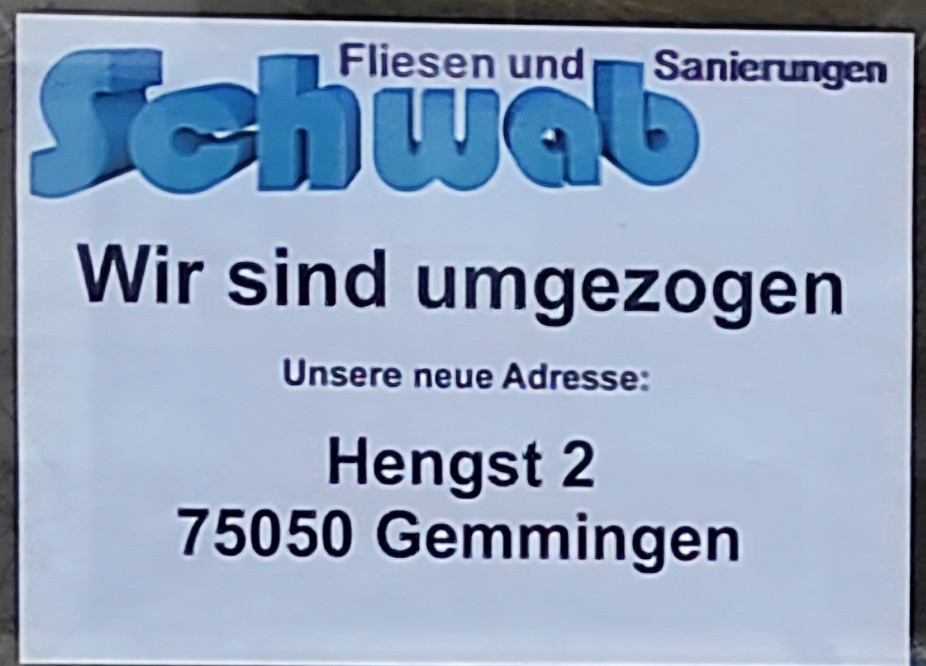 Fliesen und Sanierungen
Schwab
Wir sind umgezogen
Unsere neue Adresse:
Hengst 2
75050 Gemmingen